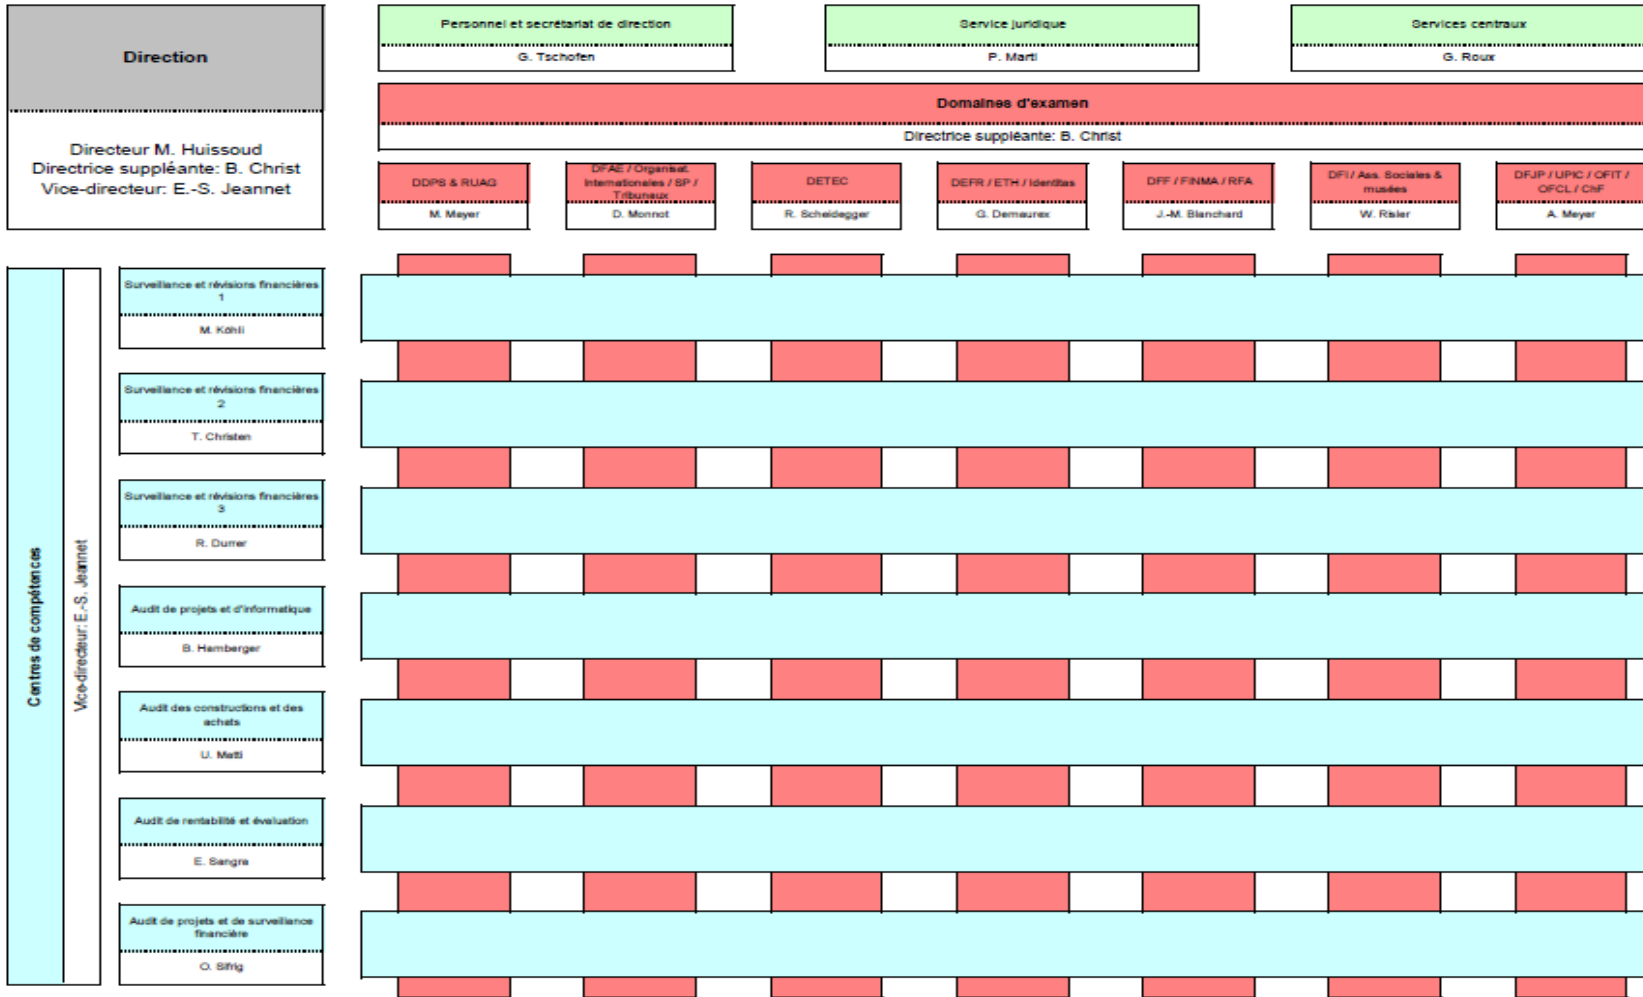 Direction
Directeur M. Huissoud
Directrice suppléante: B. Christ
Vice-directeur: E.-S. Jeannet
Personnel et secrétariat de direction
G. Tschofen
Service juridique
P. Marti
Services centraux
G. Roux
Domaines d'examen
Directrice suppléante: B. Christ
DDPS & RUAG
M. Meyer
DFAE / Organisat.
Internationales / SP /
Tribunaux
D. Monnot
DETEC
R. Scheidegger
DEFR / ETH / Identitas
G. Demaurex
DFF / FINMA / RFA
J.-M. Blanchard
DFI / Ass. Sociales &
musées
W. Risler
DFJP / UPIC / OFIT /
OFCL / ChF
A. Meyer
Centres de compétences
Vice-directeur: E.-S. Jeannet
Surveillance et révisions financières
1
M. Köhli
Surveillance et révisions financières
2
T. Christen
Surveillance et révisions financières
3
R. Durrer
Audit de projets et d'informatique
B. Hamberger
Audit des constructions et des
achats
U. Matti
Audit de rentabilité et évaluation
E. Sangra
Audit de projets et de surveillance
financière
O. Sifrig